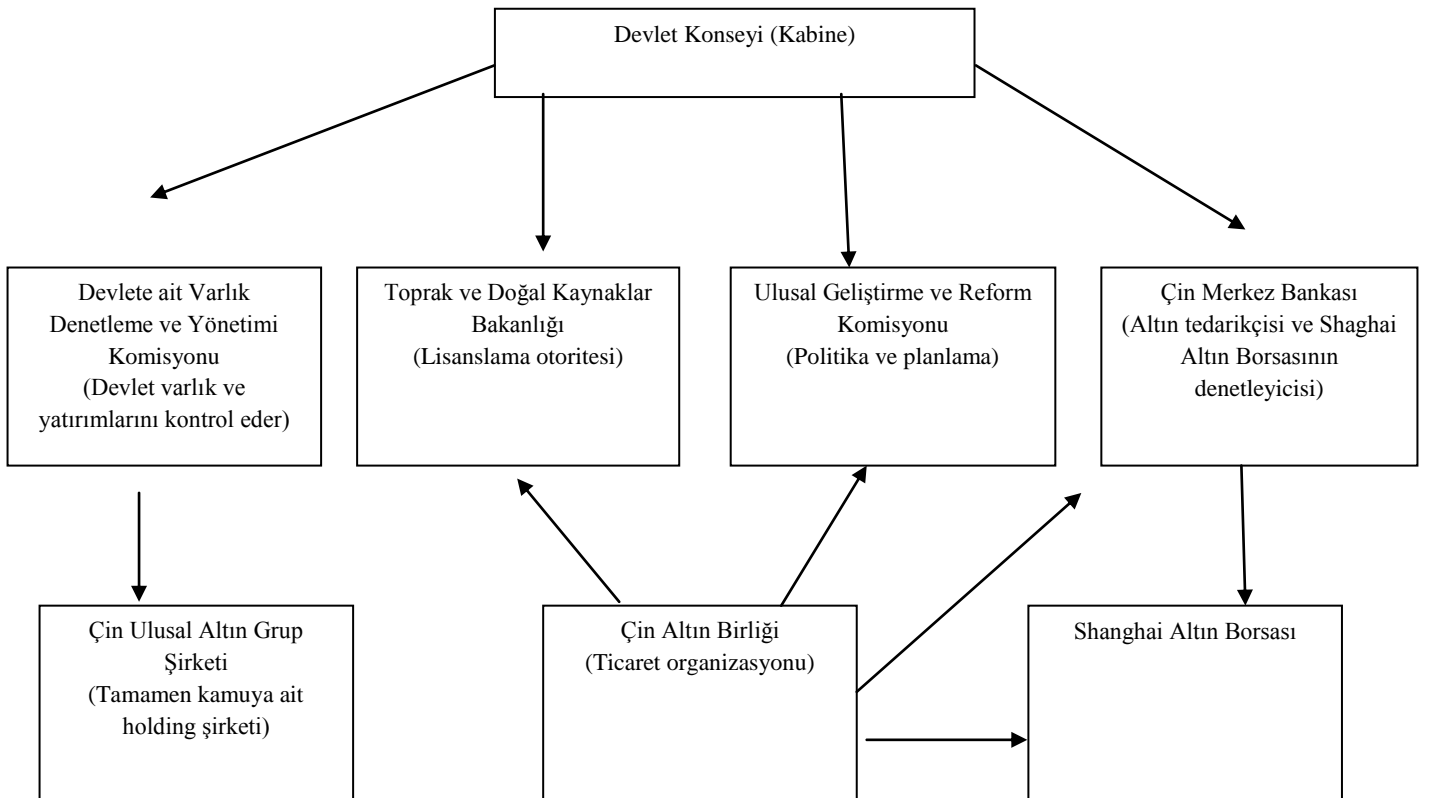 Devlet Konseyi (Kabine)
Devlete ait Varlık
Denetleme ve Yönetimi
Komisyonu
(Devlet varlık ve
yatırımlarını kontrol eder)
Toprak ve Doğal Kaynaklar
Bakanlığı
(Lisanslama otoritesi)
Ulusal Geliştirme ve Reform
Komisyonu
(Politika ve planlama)
Çin Merkez Bankası
(Altın tedarikçisi ve Shaghai
Altın Borsasının
denetleyicisi)
Çin Ulusal Altın Grup
Şirketi
(Tamamen kamuya ait
holding şirketi)
Çin Altın Birliği
(Ticaret organizasyonu)
Shanghai Altın Borsası